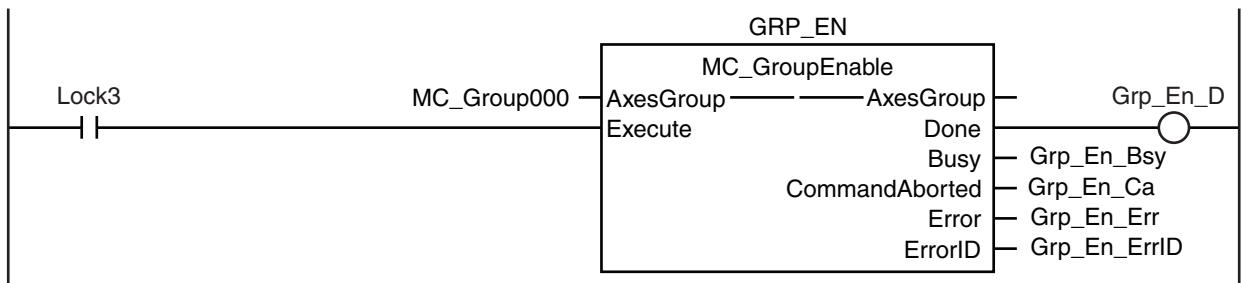 GRP_EN
MC_GroupEnable
Lock3
MC_Group000
AxesGroup
AxesGroup
Grp_En_D
Execute
Done
Busy
Grp_En_Bsy
CommandAborted
Grp_En_Ca
Error
Grp_En_Err
ErrorID
Grp_En_ErrID